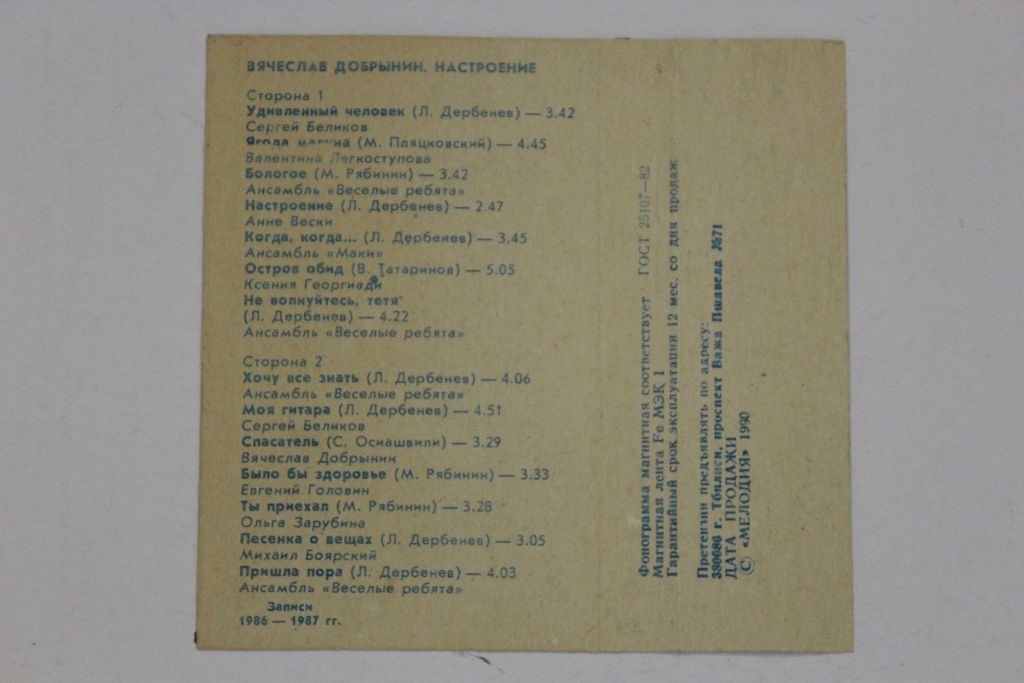 ВЯЧЕСЛАВ ДОБРЫНИН. НАСТРОЕНИЕ
Сторона 1
Удивленный человек (Л. Дербенев) — 3.42
Сергей Беликов
Ягода малина (М. Пляцковский) — 4.45
Валентина Легкоступова
Бологое (М. Рябинин) — 3.42
Ансамбль «Веселые ребята»
Настроение (Л. Дербенев) — 2.47
Анне Вески
Когда, когда... (Л. Дербенев) — 3.45
Ансамбль «Маки»
Остров обид (В. Татаринов) — 5.05
Ксения Георгиади
Не волнуйтесь, тетя
(Л. Дербенев) — 4.22
Ансамбль «Веселые ребята»
Сторона 2
Хочу все знать (Л. Дербенев) — 4.06
Ансамбль «Веселые ребята»
Моя гитара (Л. Дербенев) — 4.51
Сергей Беликов
Спасатель (С. Осиашвили) — 3.29
Вячеслав Добрынин
Было бы здоровье (М. Рябинин) — 3.33
Евгений Головин
Ты приехал (М. Рябинин) — 3.28
Ольга Зарубина
Песенка о вещах (Л. Дербенев) — 3.05
Михаил Боярский
Пришла пора (Л. Дербенев) — 4.03
Ансамбль «Веселые ребята»
Записи
1986 — 1987 гг.
Фонограмма магнитная соответствует ГОСТ 25107—82
Магнитная лента Fe МЭК 1
Гарантийный срок эксплуатации 12 мес. со дня продаж
Претензии предъявлять по адресу:
380686 г. Тбилиси, проспект Важа Пшавела №71
ДАТА ПРОДАЖИ
© «МЕЛОДИЯ» 1990